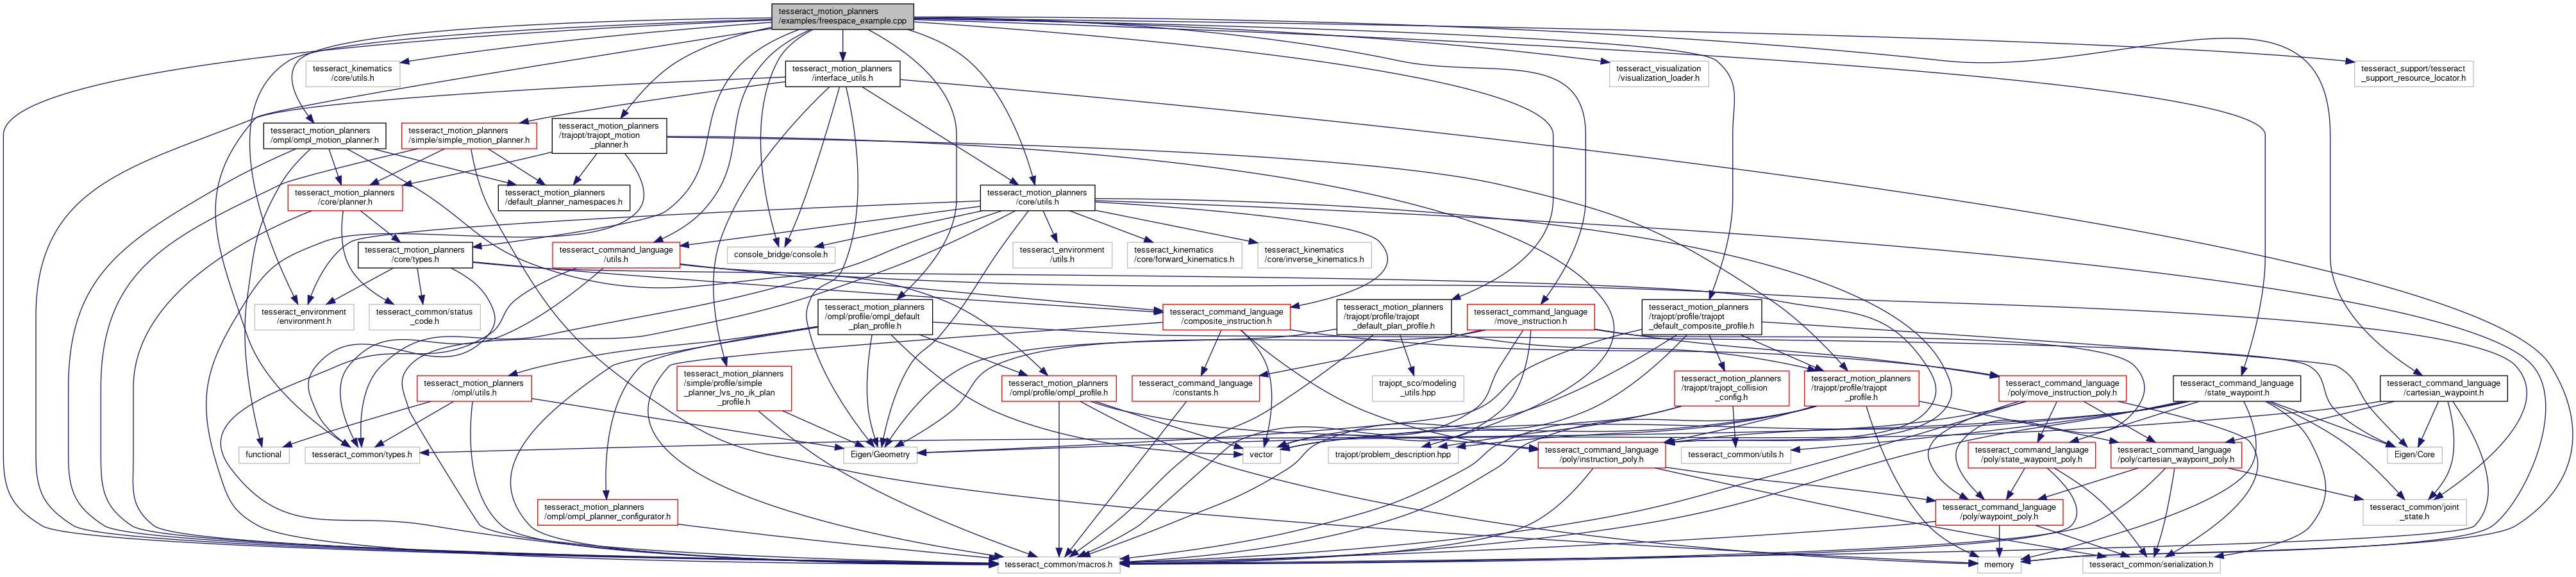 tesseract_motion_planners
/examples/freespace_example.cpp
tesseract_kinematics
/core/utils.h
tesseract_motion_planners
/interface_utils.h
tesseract_visualization
/visualization_loader.h
tesseract_support/tesseract
_support_resource_locator.h
tesseract_motion_planners
/ompl/ompl_motion_planner.h
tesseract_motion_planners
/simple/simple_motion_planner.h
tesseract_motion_planners
/trajopt/trajopt_motion
_planner.h
tesseract_motion_planners
/core/planner.h
tesseract_motion_planners
/default_planner_namespaces.h
tesseract_motion_planners
/core/utils.h
tesseract_motion_planners
/core/types.h
tesseract_command_language
/utils.h
console_bridge/console.h
tesseract_environment
/utils.h
tesseract_kinematics
/core/forward_kinematics.h
tesseract_kinematics
/core/inverse_kinematics.h
tesseract_environment
/environment.h
tesseract_common/status
_code.h
tesseract_motion_planners
/ompl/profile/ompl_default
_plan_profile.h
tesseract_command_language
/composite_instruction.h
tesseract_motion_planners
/trajopt/profile/trajopt
_default_plan_profile.h
tesseract_command_language
/move_instruction.h
tesseract_motion_planners
/trajopt/profile/trajopt
_default_composite_profile.h
tesseract_motion_planners
/ompl/utils.h
tesseract_motion_planners
/simple/profile/simple
_planner_lvs_no_ik_plan
_profile.h
tesseract_motion_planners
/ompl/profile/ompl_profile.h
tesseract_command_language
/constants.h
trajopt_sco/modeling
_utils.hpp
tesseract_motion_planners
/trajopt/trajopt_collision
_config.h
tesseract_motion_planners
/trajopt/profile/trajopt
_profile.h
tesseract_command_language
/poly/move_instruction_poly.h
tesseract_command_language
/state_waypoint.h
tesseract_command_language
/cartesian_waypoint.h
functional
tesseract_common/types.h
Eigen/Geometry
vector
trajopt/problem_description.hpp
tesseract_command_language
/poly/instruction_poly.h
tesseract_common/utils.h
tesseract_command_language
/poly/state_waypoint_poly.h
tesseract_command_language
/poly/cartesian_waypoint_poly.h
Eigen/Core
tesseract_motion_planners
/ompl/ompl_planner_configurator.h
tesseract_command_language
/poly/waypoint_poly.h
tesseract_common/joint
_state.h
tesseract_common/macros.h
memory
tesseract_common/serialization.h